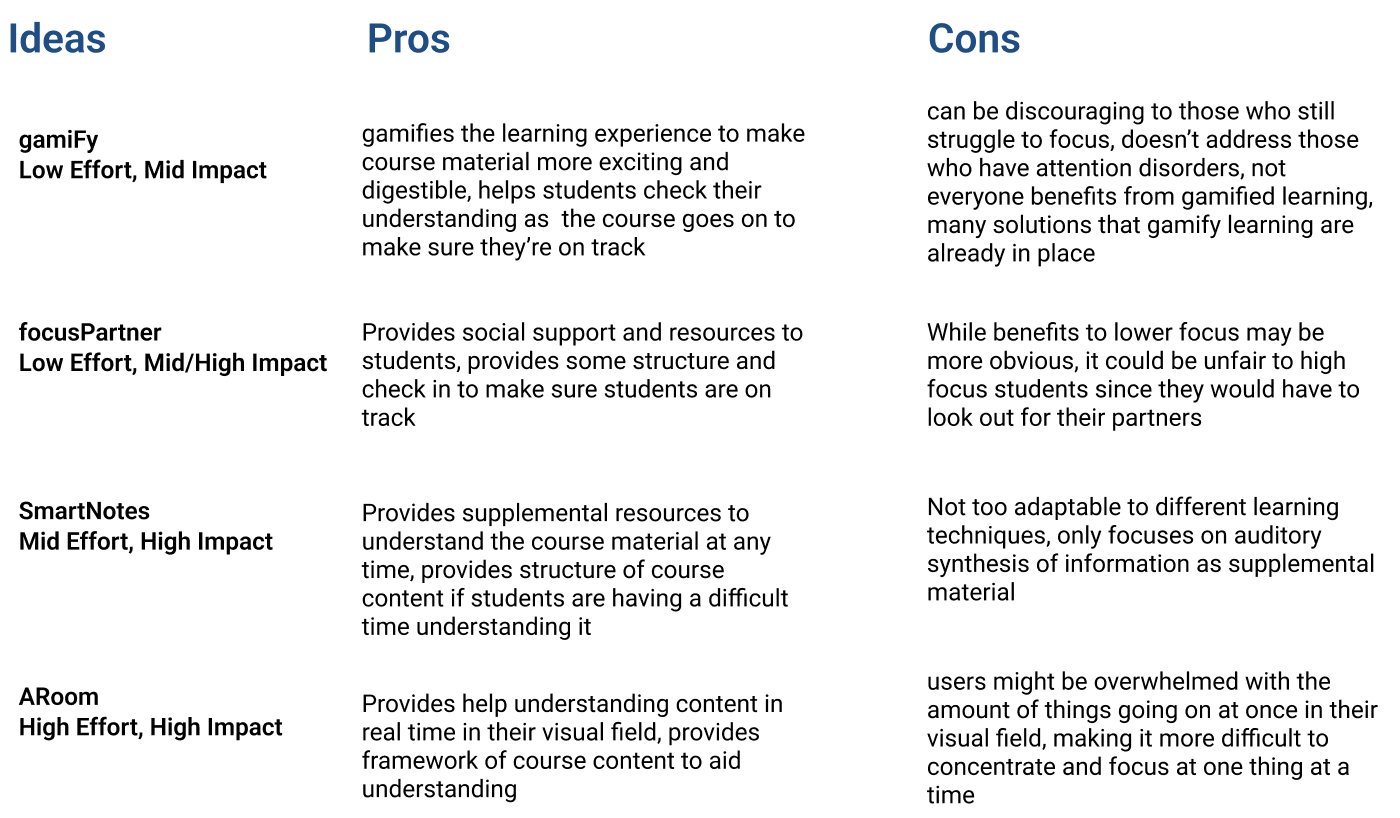 Ideas
Pros
Cons
gamiFy
Low Effort, Mid Impact
gamifies the learning experience to make
course material more exciting and
digestible, helps students check their
understanding as  the course goes on to
make sure they’re on track
can be discouraging to those who still
struggle to focus, doesn’t address those
who have attention disorders, not
everyone benefits from gamified learning,
many solutions that gamify learning are
already in place
focusPartner
Low Effort, Mid/High Impact
Provides social support and resources to
students, provides some structure and
check in to make sure students are on
track
While benefits to lower focus may be
more obvious, it could be unfair to high
focus students since they would have to
look out for their partners
SmartNotes
Mid Effort, High Impact
Provides supplemental resources to
understand the course material at any
time, provides structure of course
content if students are having a difficult
time understanding it
Not too adaptable to different learning
techniques, only focuses on auditory
synthesis of information as supplemental
material
ARoom
High Effort, High Impact
Provides help understanding content in
real time in their visual field, provides
framework of course content to aid
understanding
users might be overwhelmed with the
amount of things going on at once in their
visual field, making it more difficult to
concentrate and focus at one thing at a
time